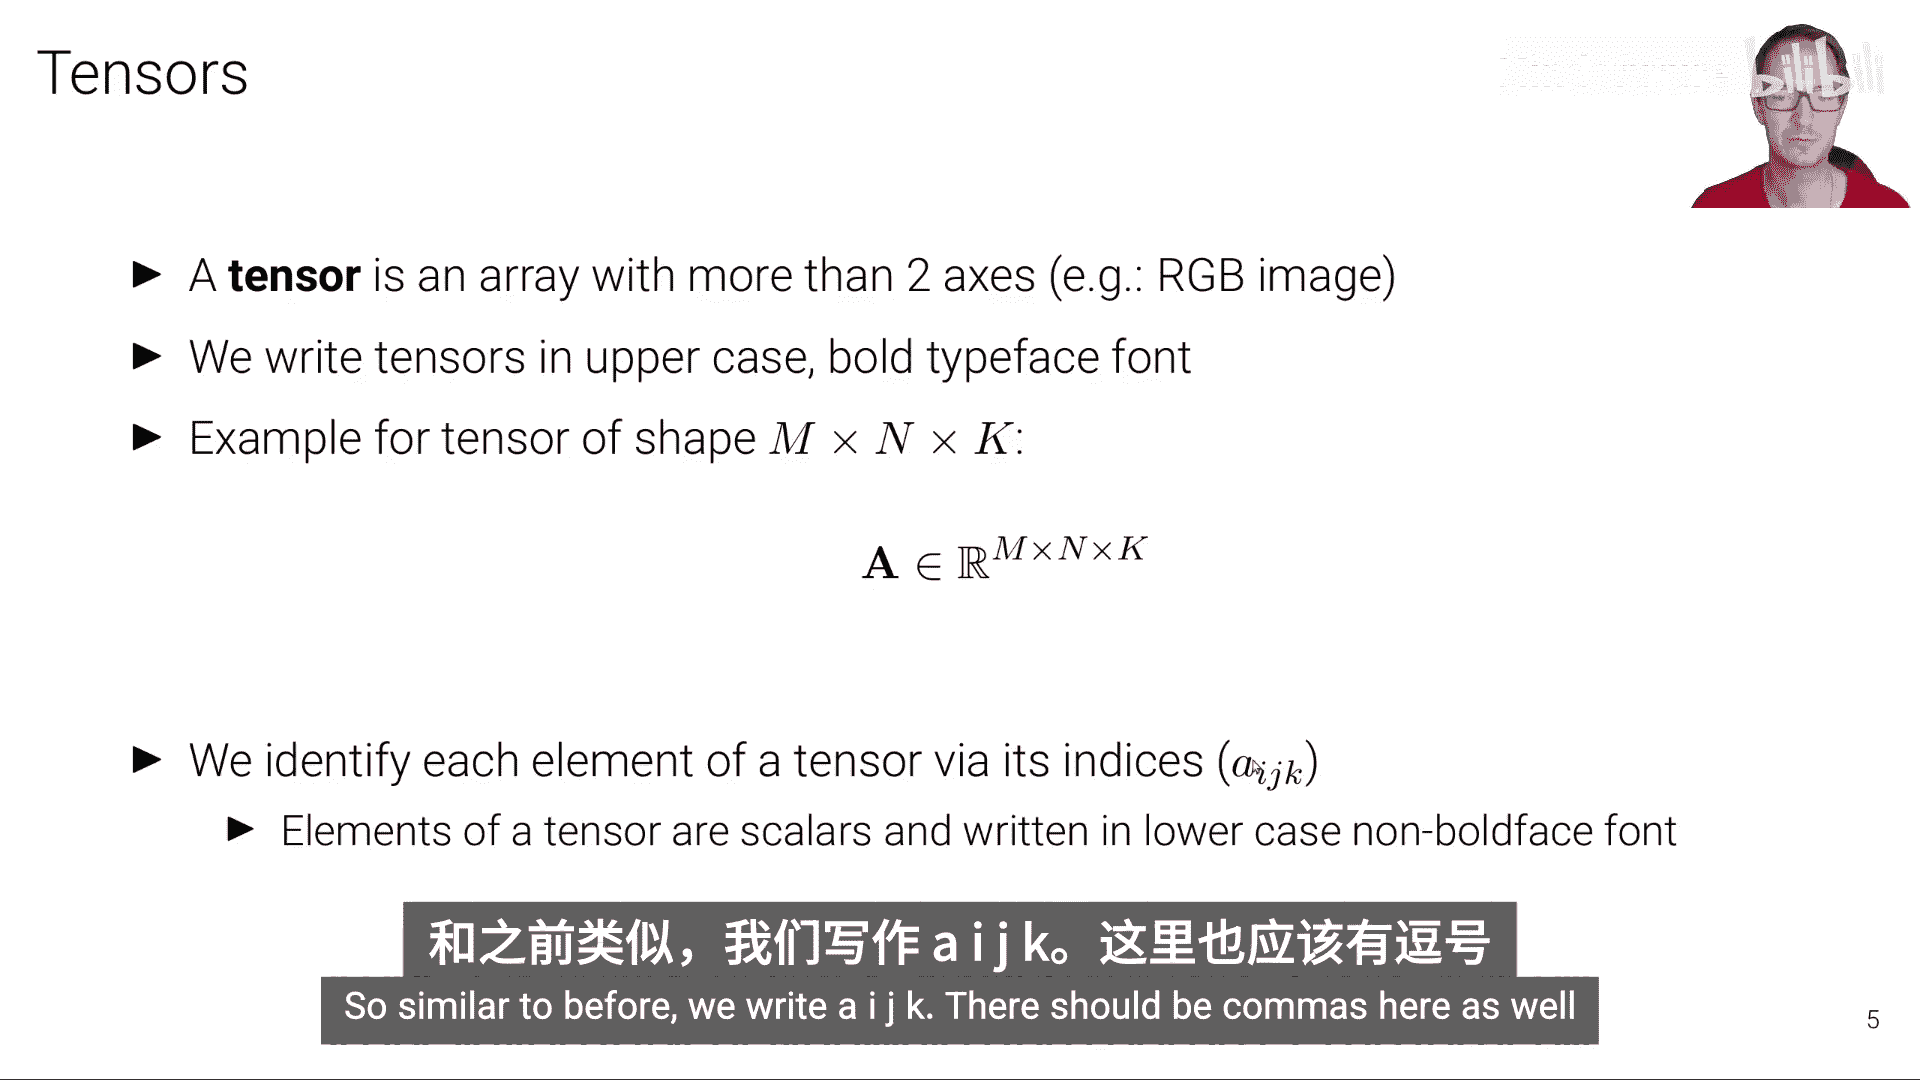 Tensors
bilibili
▶ A tensor is an array with more than 2 axes (e.g.: RGB image)
▶ We write tensors in upper case, bold typeface font
▶ Example for tensor of shape M × N × K:
A ∈ ℝ^{M×N×K}
▶ We identify each element of a tensor via its indices (a_{ijk})
▶ Elements of a tensor are scalars and written in lower case non-boldface font
和之前类似，我们写作 a i j k。这里也应该有逗号
So similar to before, we write a i j k. There should be commas here as well
5